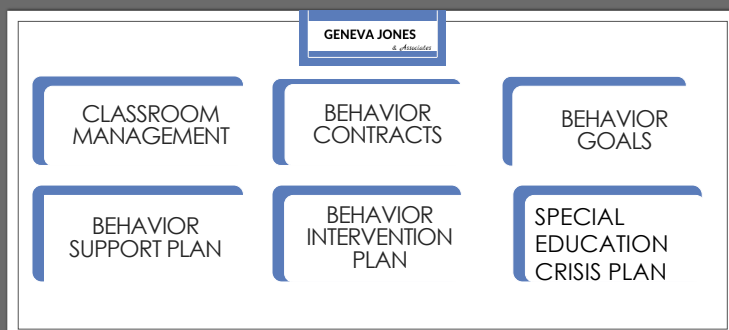 GENEVA JONES
& Associates
CLASSROOM
MANAGEMENT
BEHAVIOR
CONTRACTS
BEHAVIOR
GOALS
BEHAVIOR
SUPPORT PLAN
BEHAVIOR
INTERVENTION
PLAN
SPECIAL
EDUCATION
CRISIS PLAN